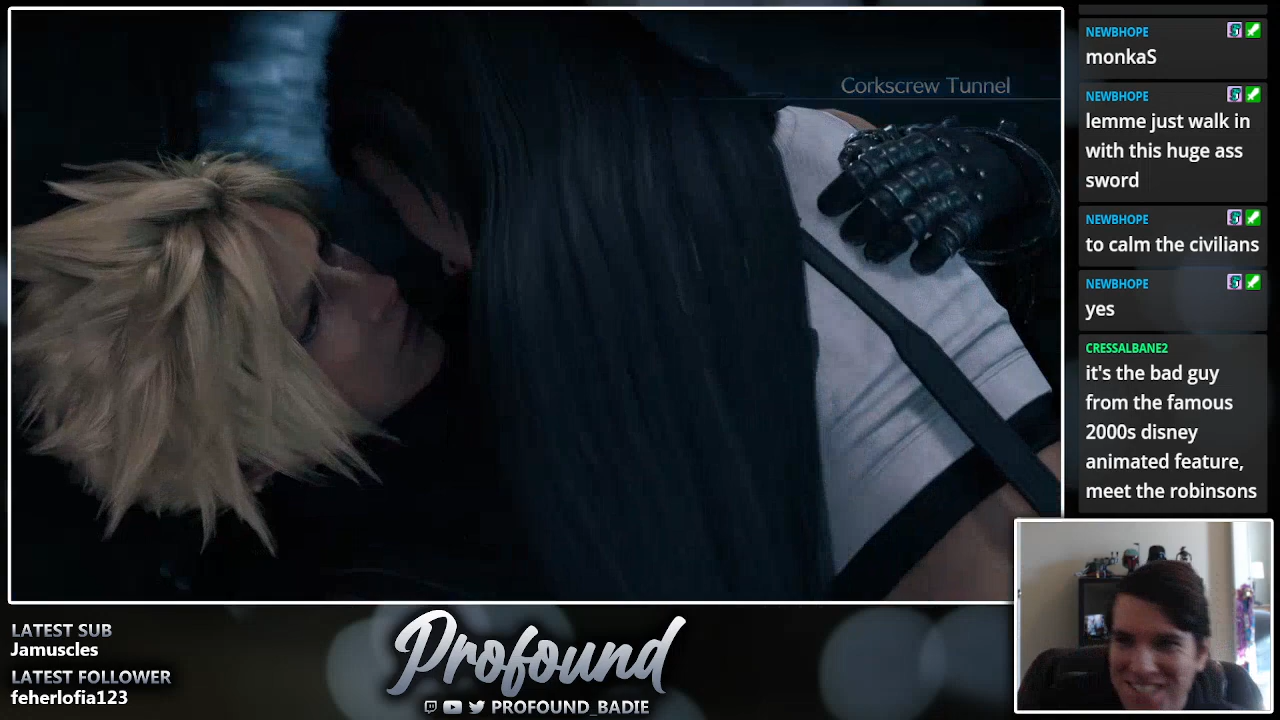 Corkscrew Tunnel
NEWBHOPE
monkaS
NEWBHOPE
lemme just walk in
with this huge ass
sword
NEWBHOPE
to calm the civilians
NEWBHOPE
yes
CRESSALBANE2
it's the bad guy
from the famous
2000s disney
animated feature,
meet the robinsons
LATEST SUB
Jamuscles
LATEST FOLLOWER
feherlofia123
Profound
PROFOUND_BADIE